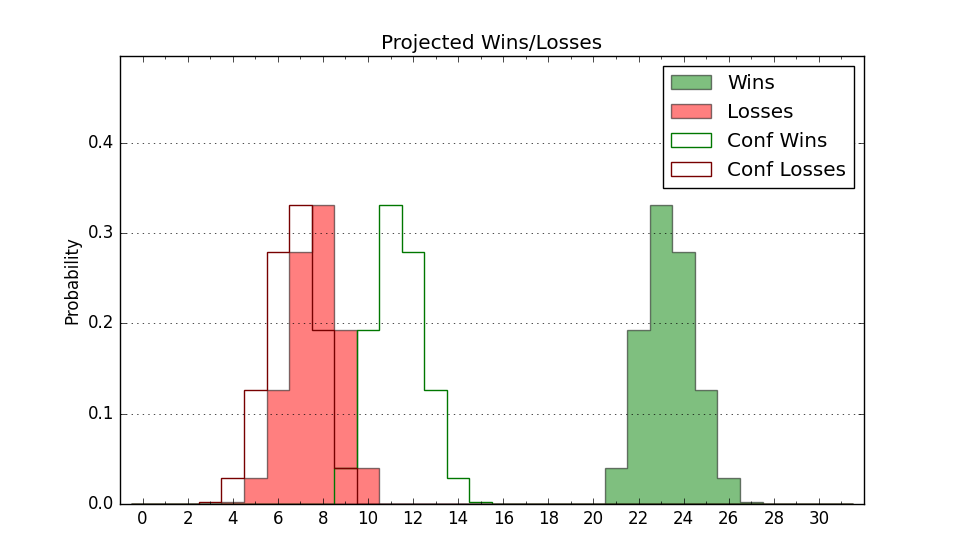 Projected Wins/Losses
Wins
Losses
Conf Wins
Conf Losses
Probability
0.4
0.3
0.2
0.1
0.0
0 2 4 6 8 10 12 14 16 18 20 22 24 26 28 30